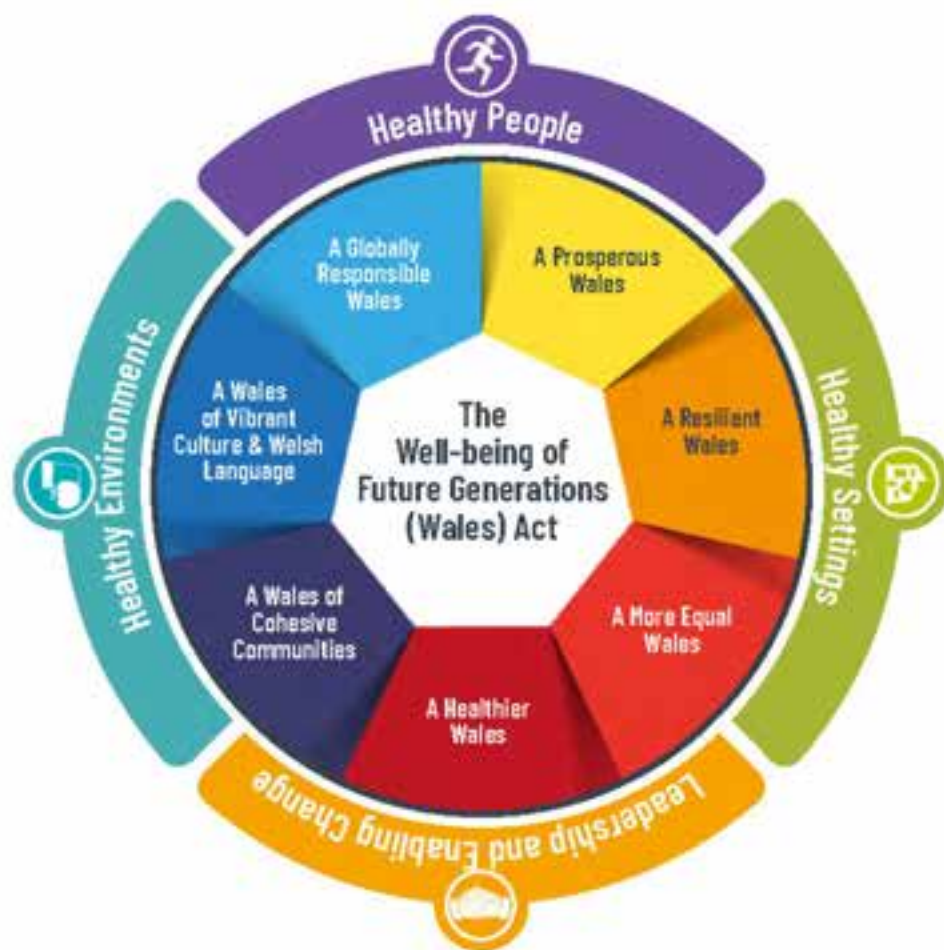 Healthy People
A Globally
Responsible
Wales
A Prosperous
Wales
A Wales
of Vibrant
Culture & Welsh
Language
The
Well-being of
Future Generations
(Wales) Act
A Resilient
Wales
A Wales of
Cohesive
Communities
A More Equal
Wales
A Healthier
Wales
Healthy Environments
Healthy Settings
Leadership and Enabling Change